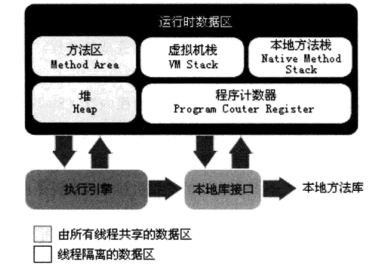 运行时数据区
方法区
Method Area
虚拟机栈
VM Stack
本地方法栈
Native Method
Stack
堆
Heap
程序计数器
Program Couter Register
执行引擎
本地库接口
本地方法库
由所有线程共享的数据区
线程隔离的数据区